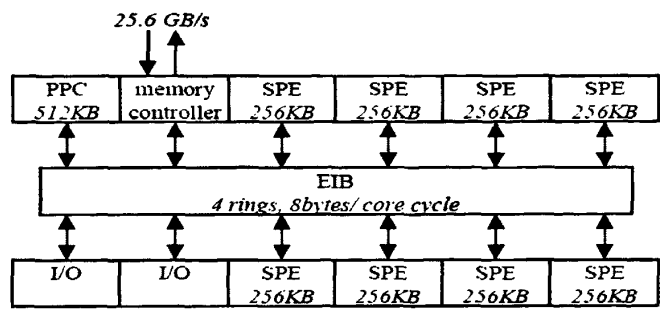 25.6 GB/s
PPC memory SPE SPE SPE SPE
512KB controller 256KB 256KB 256KB 256KB
EIB
4 rings, 8bytes/ core cycle
I/O I/O SPE SPE SPE SPE
256KB 256KB 256KB 256KB